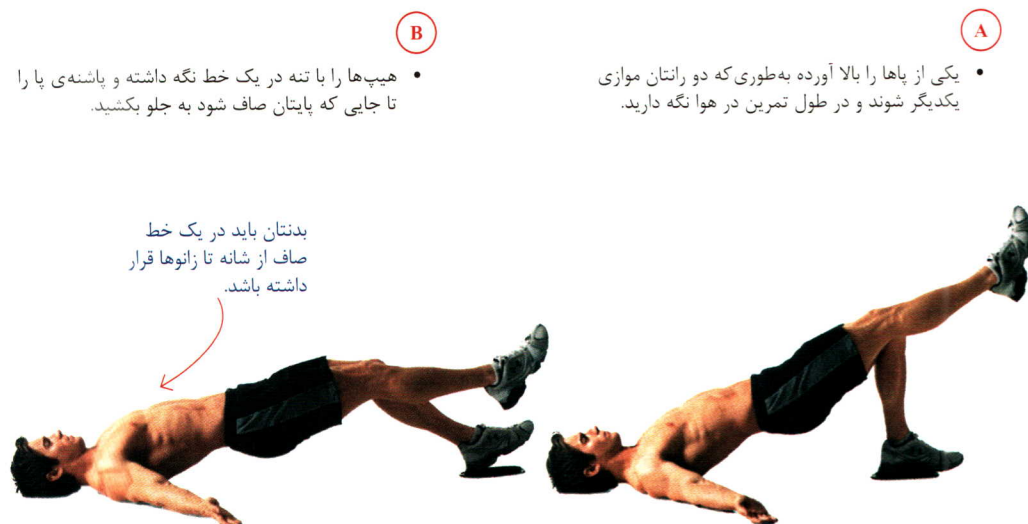 A
• یکی از پاها را بالا آورده به‌طوری‌که دو رانتان موازی
یکدیگر شوند و در طول تمرین در هوا نگه دارید.
B
• هیپ‌ها را با تنه در یک خط نگه داشته و پاشنه‌ی پا را
تا جایی که پایتان صاف شود به جلو بکشید.
بدنتان باید در یک خط
صاف از شانه تا زانوها قرار
داشته باشد.